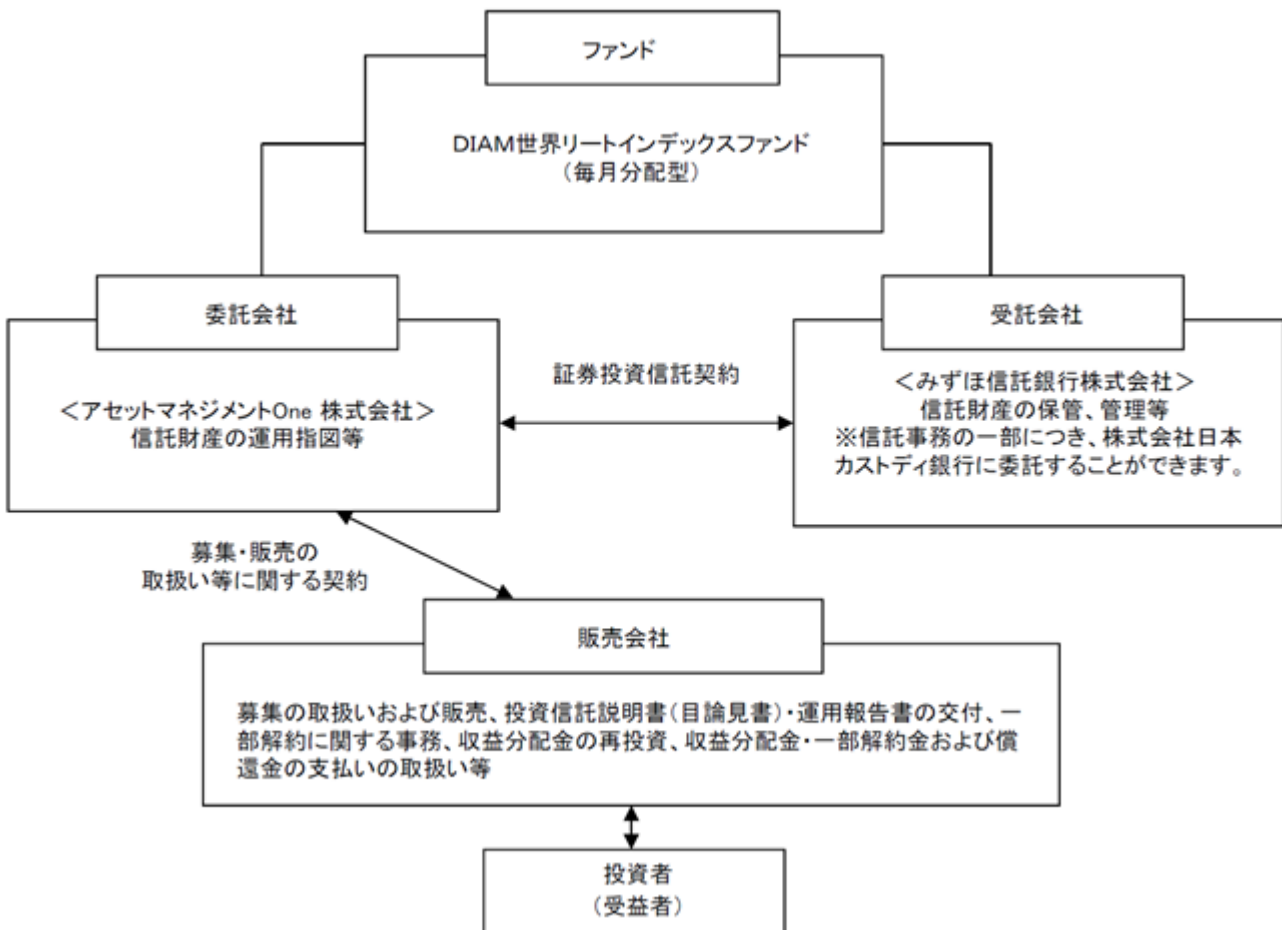 ファンド
DIAM世界リートインデックスファンド
（毎月分配型）
委託会社
＜アセットマネジメントOne 株式会社＞
信託財産の運用指図等
証券投資信託契約
受託会社
＜みずほ信託銀行株式会社＞
信託財産の保管、管理等
※信託事務の一部につき、株式会社日本
カストディ銀行に委託することができます。
募集・販売の
取扱い等に関する契約
販売会社
募集の取扱いおよび販売、投資信託説明書（目論見書）・運用報告書の交付、一
部解約に関する事務、収益分配金の再投資、収益分配金・一部解約金および償
還金の支払いの取扱い等
投資者
（受益者）